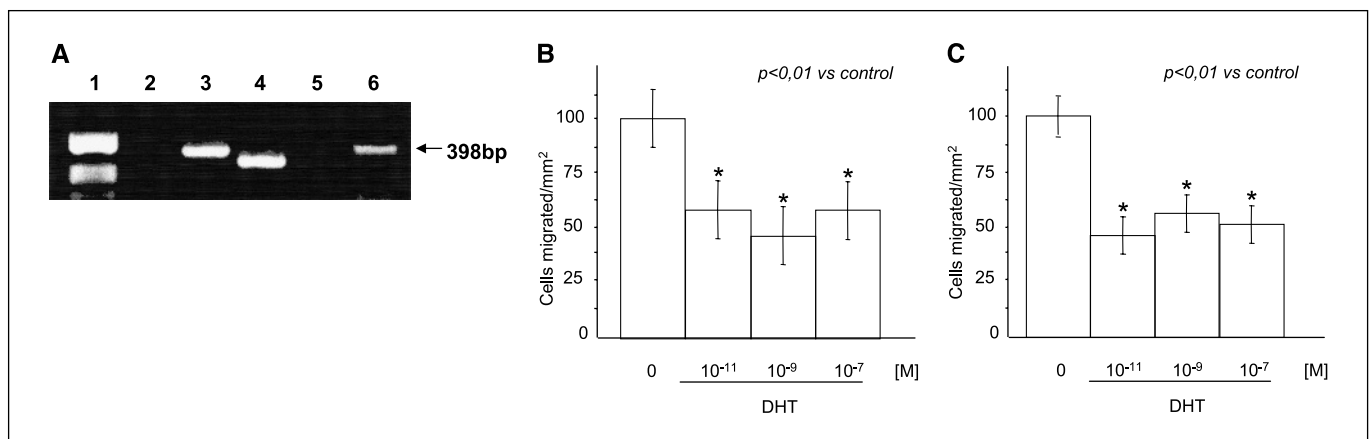 A
1 2 3 4 5 6
398bp
B
p<0,01 vs control
Cells migrated/mm2
100
75
50
25
0
* * *
0 10-11 10-9 10-7 [M]
DHT
C
p<0,01 vs control
Cells migrated/mm2
100
75
50
25
0
* * *
0 10-11 10-9 10-7 [M]
DHT